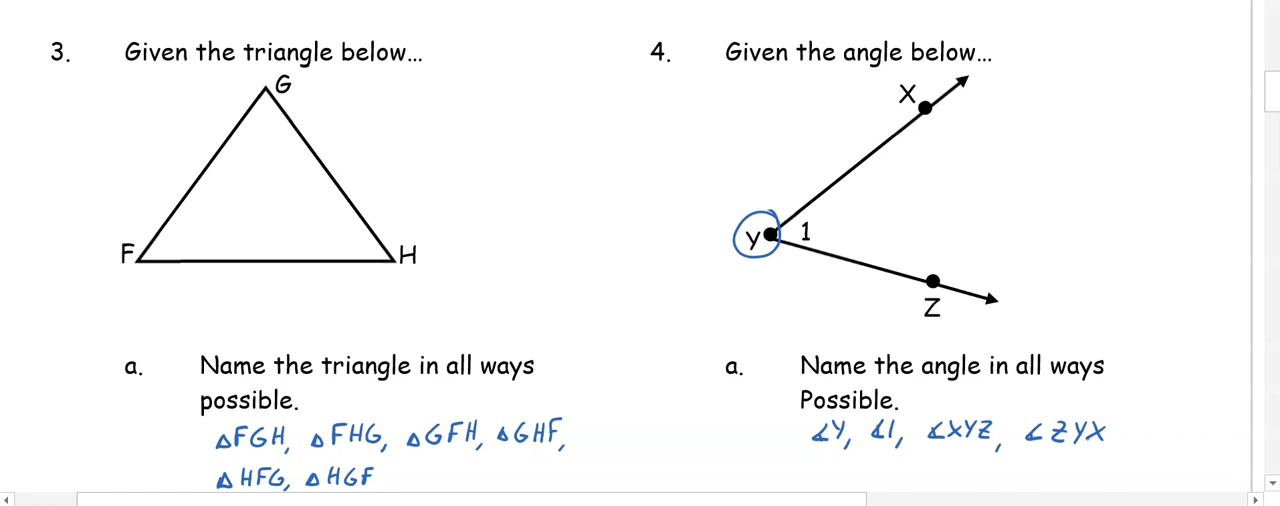 3. Given the triangle below...
G
F
H
a. Name the triangle in all ways
possible.
△FGH, △FHG, △GFH, △GHF,
△HFG, △HGF
4. Given the angle below...
X
Y
1
Z
a. Name the angle in all ways
Possible.
∡Y, ∡1, ∡XYZ, ∡ZYX